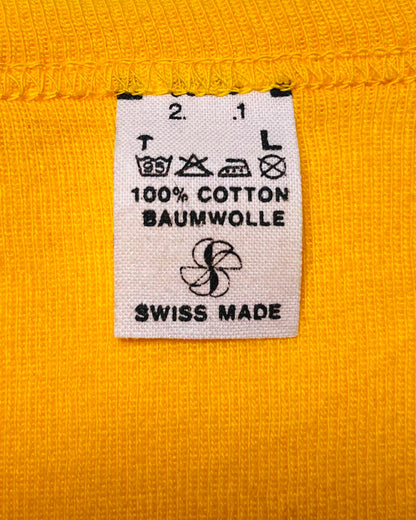 2. .1
T L
95
100% COTTON
BAUMWOLLE
SWISS MADE